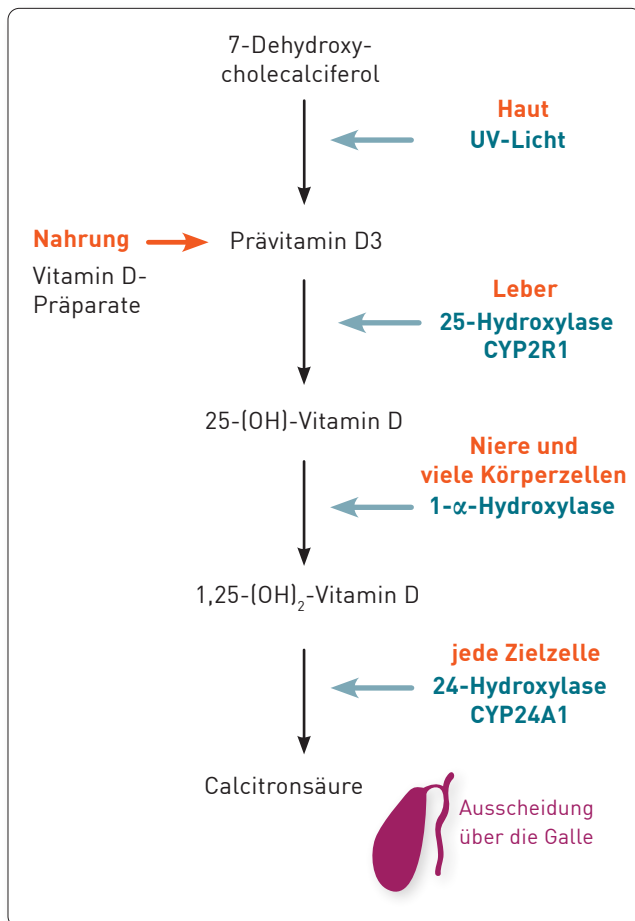 7-Dehydroxy-
cholecalciferol
Haut
UV-Licht
Nahrung
Vitamin D-
Präparate
Prävitamin D3
Leber
25-Hydroxylase
CYP2R1
25-(OH)-Vitamin D
Niere und
viele Körperzellen
1-α-Hydroxylase
1,25-(OH)₂-Vitamin D
jede Zielzelle
24-Hydroxylase
CYP24A1
Calcitronsäure
Ausscheidung
über die Galle